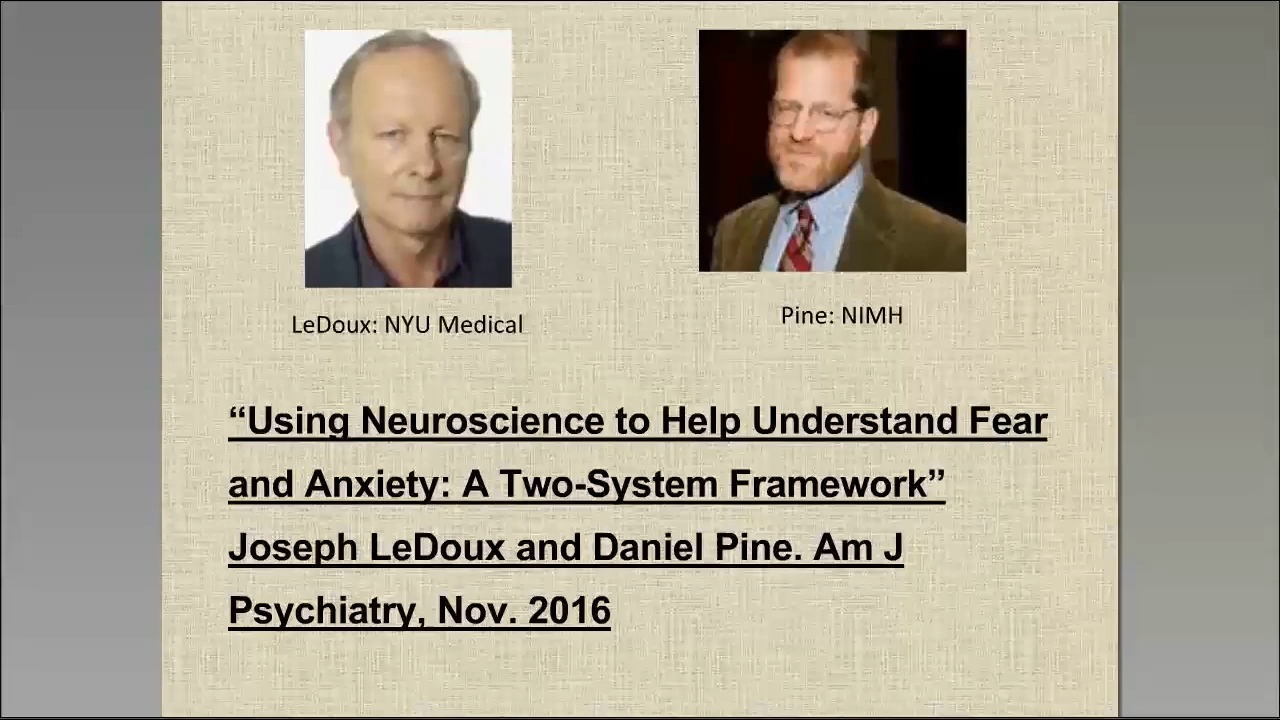 LeDoux: NYU Medical
Pine: NIMH
“Using Neuroscience to Help Understand Fear
and Anxiety: A Two-System Framework”
Joseph LeDoux and Daniel Pine. Am J
Psychiatry, Nov. 2016